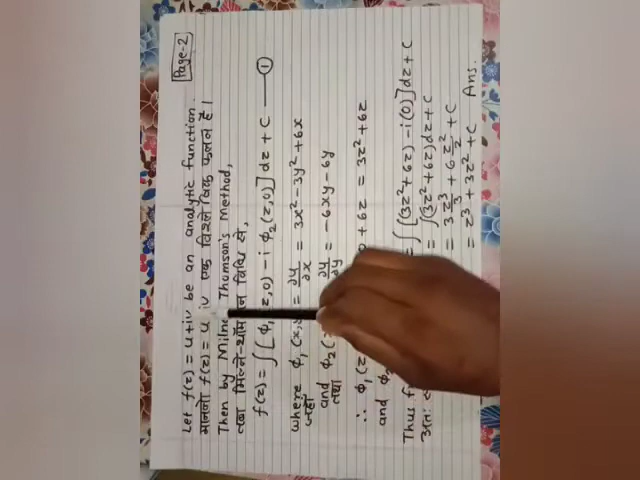 Page-2
Let f(z) = u+iv be an analytic function.
माना f(z) = u iv एक विश्लेषिक फलन है।
Then by Milne Thomson's Method,
तब मिल्ने-थॉम न विधि से,
f(z) = ∫[φ₁ z,0) - i φ₂(z,0)] dz + c — ①
where φ₁(x, = ∂u/∂x = 3x² - 3y² + 6x
जहाँ
and φ₂( ∂u/∂y = -6xy - 6y
तथा
∴ φ₁(z + 6z = 3z² + 6z
and φ₂
Thus f = ∫[(3z²+6z) - i(0)]dz + c
अतः = ∫(3z²+6z)dz + c
= 3 z³/3 + 6 z²/2 + c
= z³ + 3z² + c Ans.